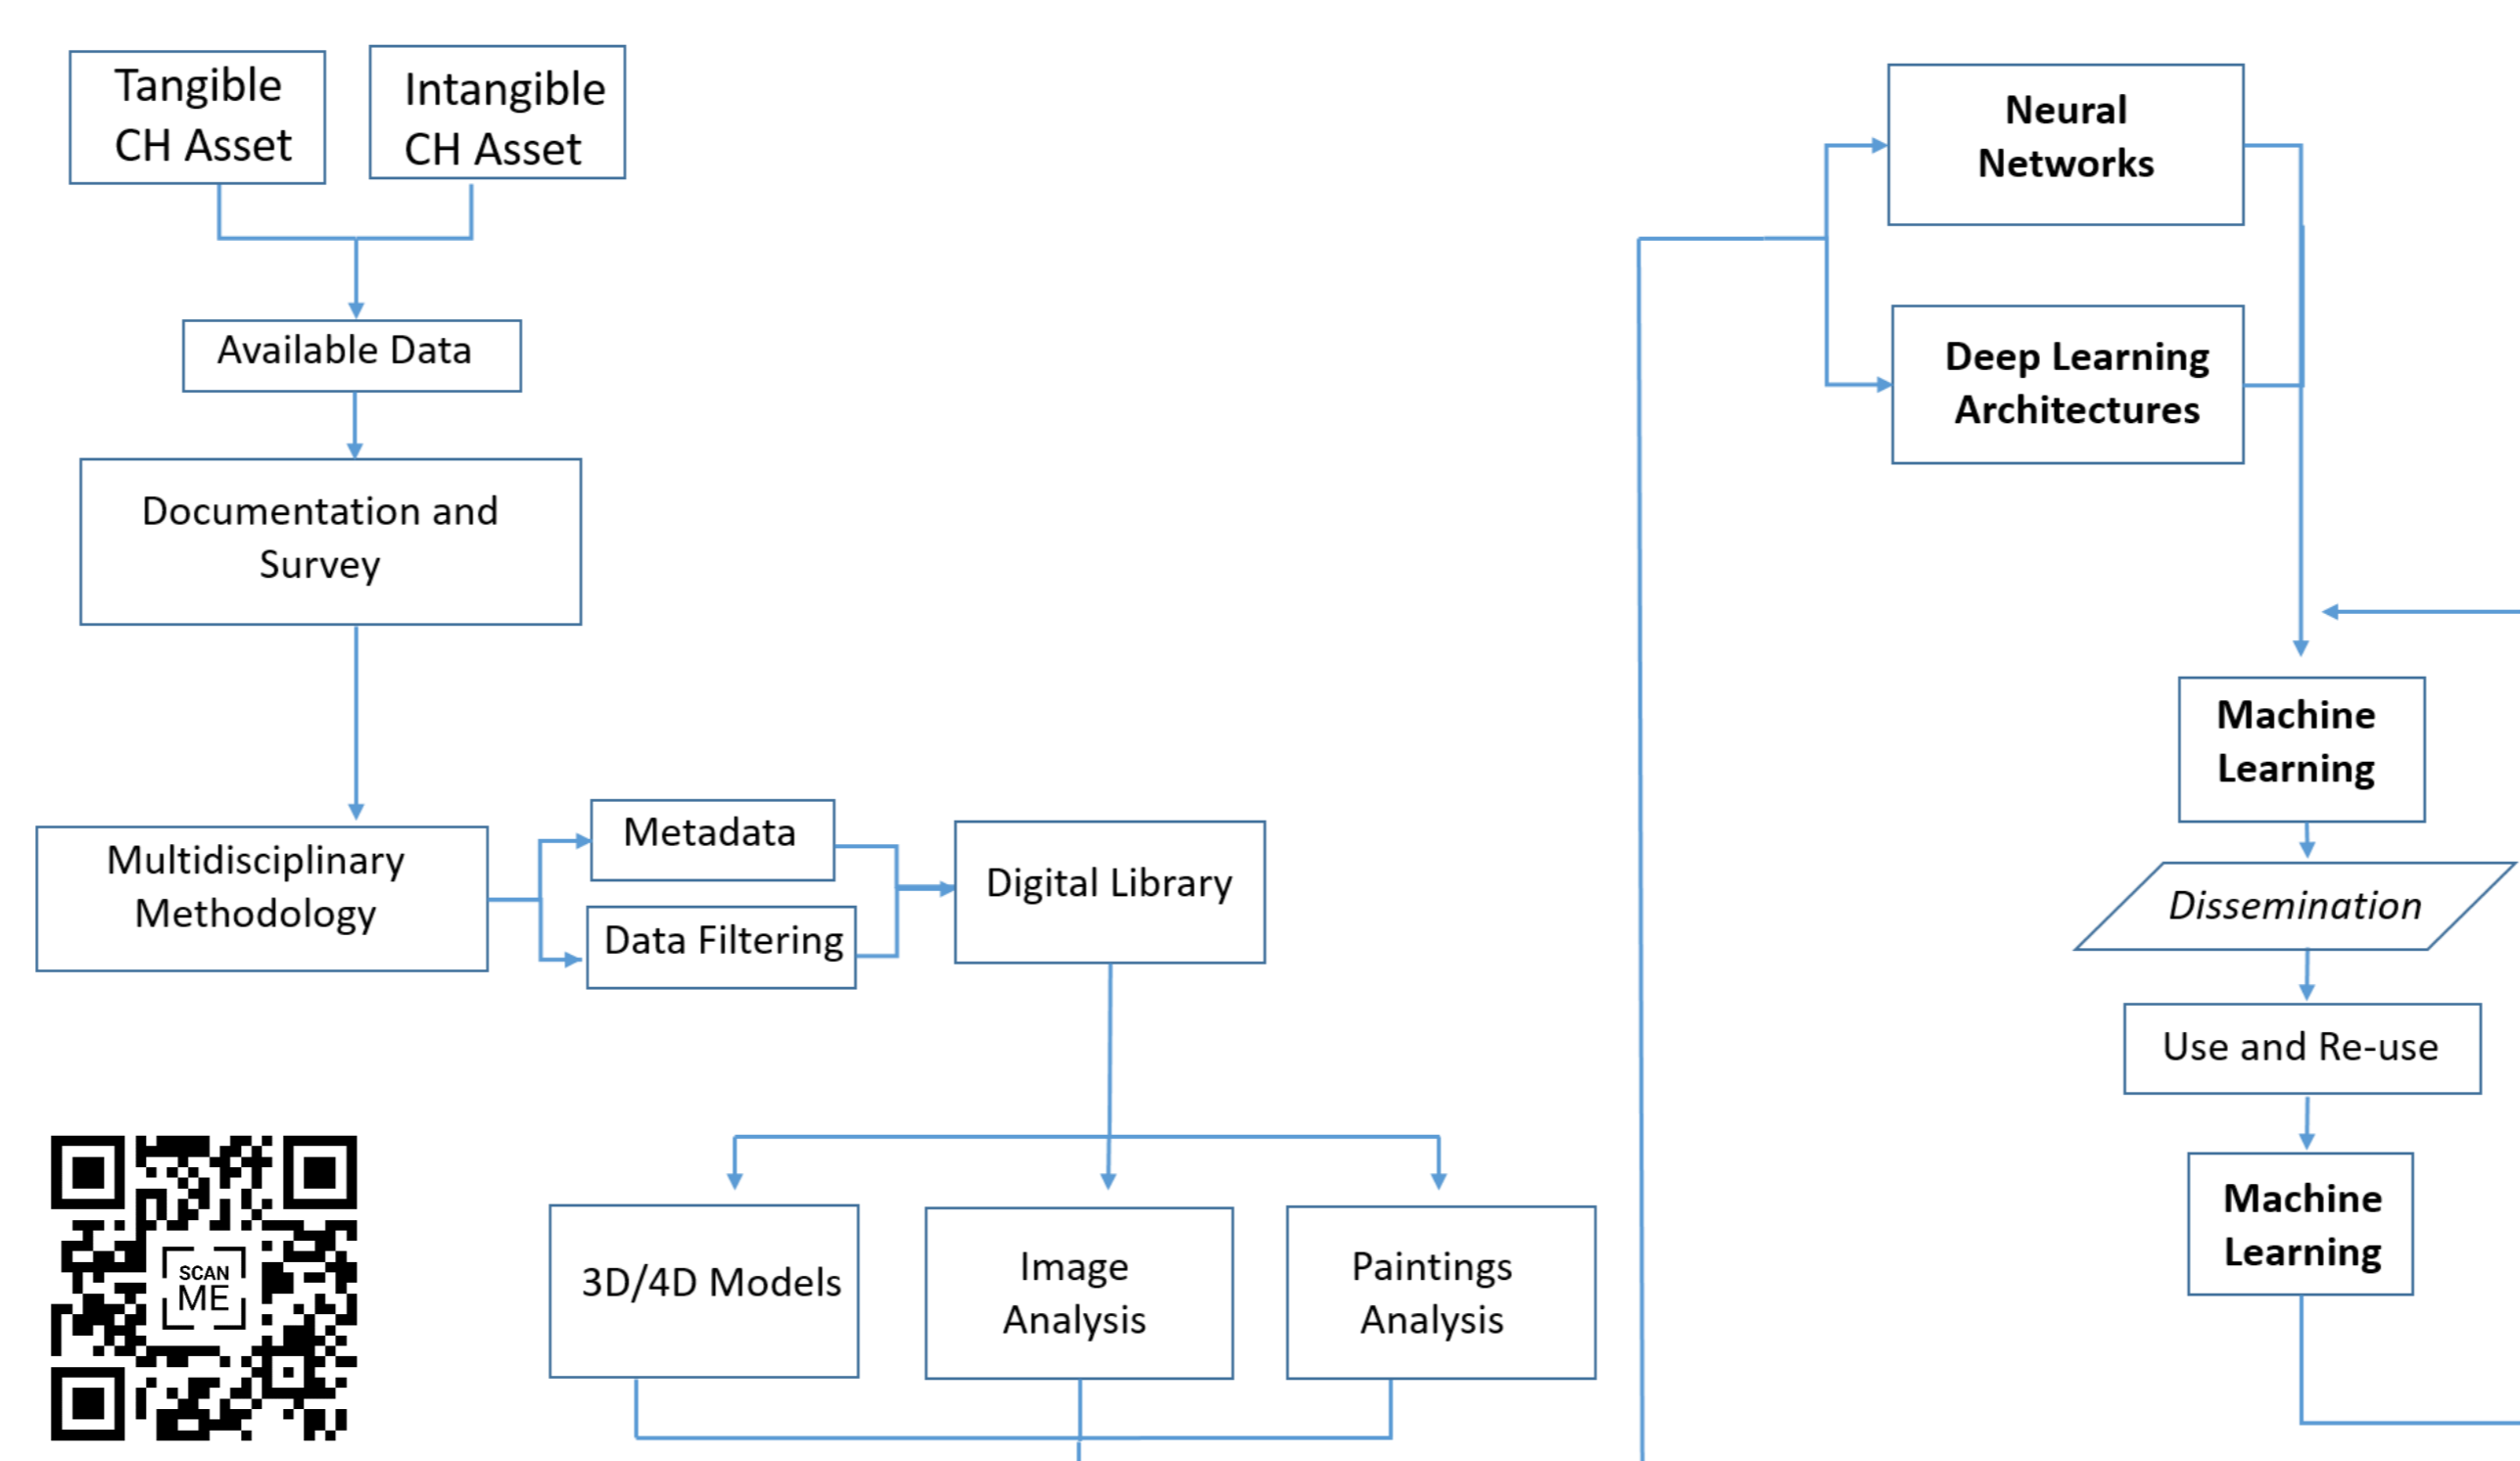 Tangible
CH Asset
Intangible
CH Asset
Available Data
Documentation and
Survey
Multidisciplinary
Methodology
Metadata
Data Filtering
Digital Library
3D/4D Models
Image
Analysis
Paintings
Analysis
SCAN
ME
Neural
Networks
Deep Learning
Architectures
Machine
Learning
Dissemination
Use and Re-use
Machine
Learning